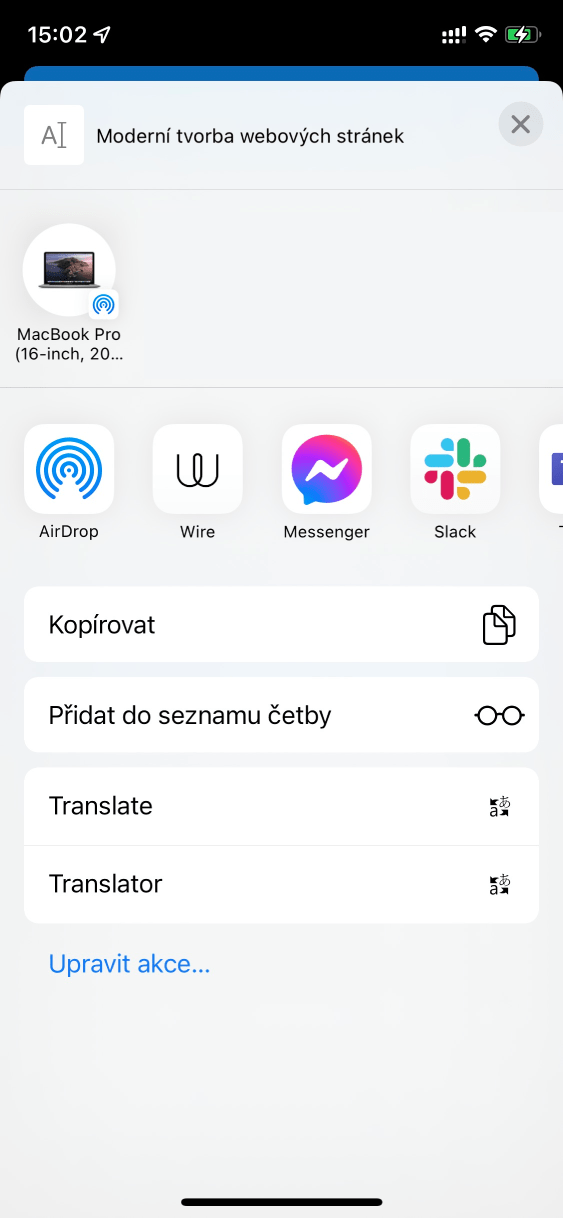 15:02
A
Moderní tvorba webových stránek
MacBook Pro
(16-inch, 20...
AirDrop
Wire
Messenger
Slack
T
Kopírovat
Přidat do seznamu četby
Translate
Translator
Upravit akce...